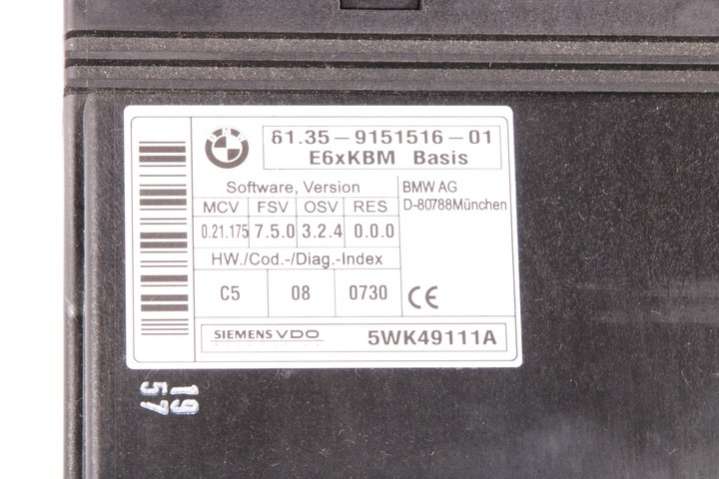 61.35-9151516-01
E6xKBM Basis
Software, Version
MCV FSV OSV RES
0.21.175 7.5.0 3.2.4 0.0.0
BMW AG
D-80788München
HW./Cod.-/Diag.-Index
C5 08 0730
CE
SIEMENS VDO 5WK49111A
19
57